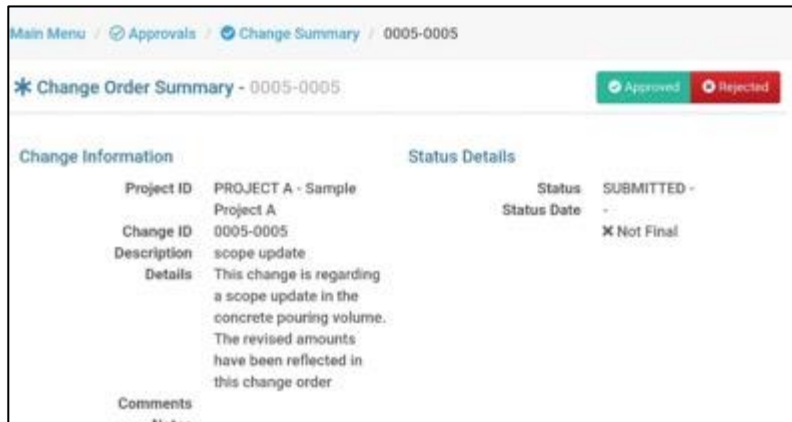 Main Menu / Approvals / Change Summary / 0005-0005
Change Order Summary - 0005-0005
Approved
Rejected
Change Information
Project ID PROJECT A - Sample
Project A
Change ID 0005-0005
Description scope update
Details This change is regarding
a scope update in the
concrete pouring volume.
The revised amounts
have been reflected in
this change order
Comments
Status Details
Status SUBMITTED -
Status Date -
Not Final